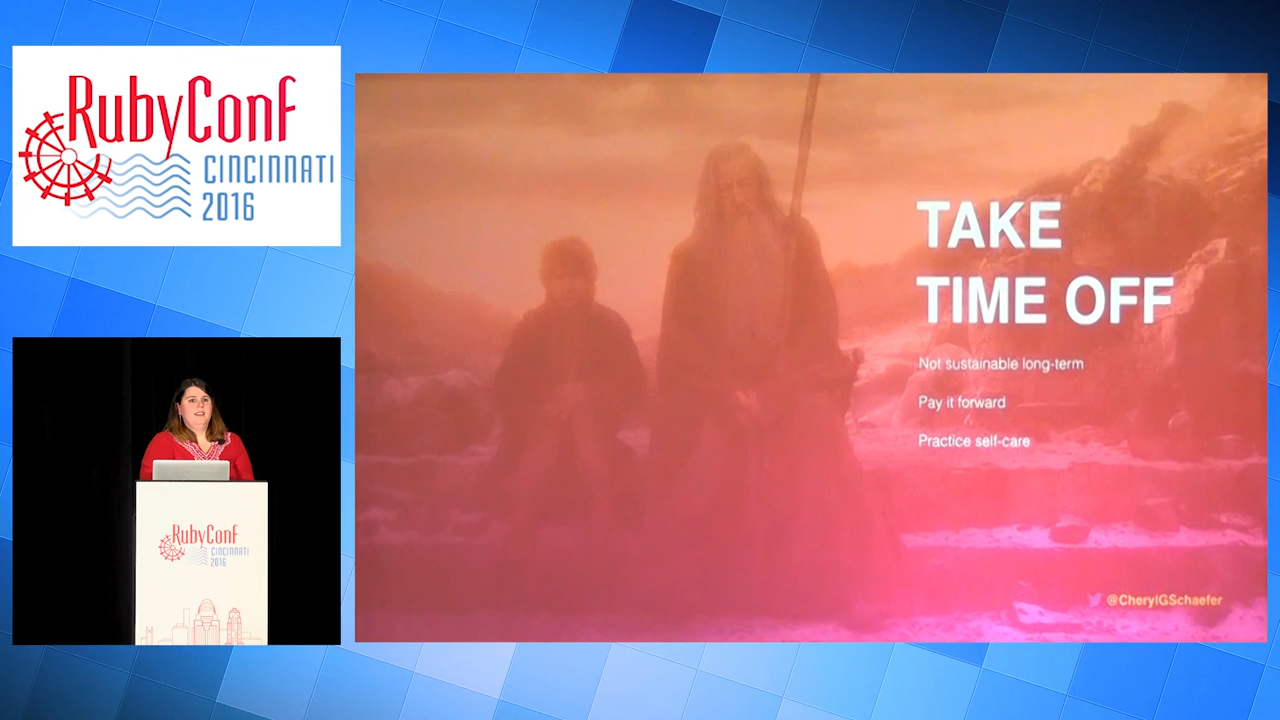 RubyConf
CINCINNATI
2016
TAKE
TIME OFF
Not sustainable long-term
Pay it forward
Practice self-care
@CherylGSchaefer
RubyConf
CINCINNATI
2016